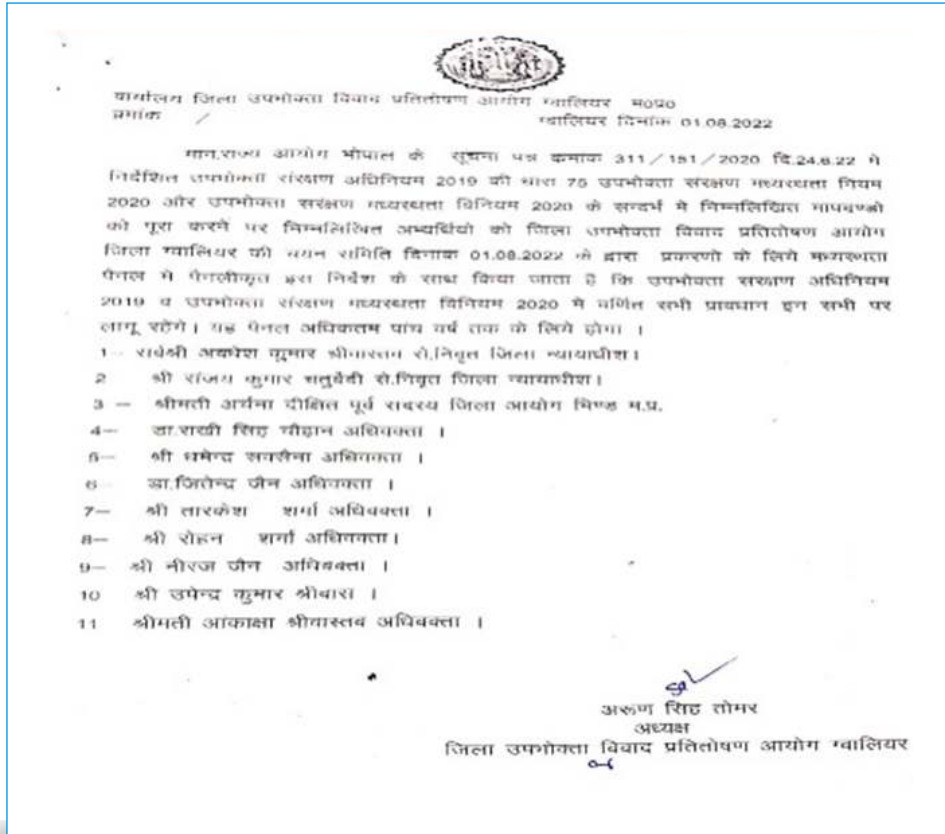 कार्यालय जिला उपभोक्ता विवाद प्रतितोषण आयोग ग्वालियर म0प्र0
क्रमांक / ग्वालियर दिनांक 01.08.2022
मान.राज्य आयोग भोपाल के सूचना पत्र कमांक 311/151/2020 दि.24.6.22 मे
निर्देशित उपभोक्ता संरक्षण अधिनियम 2019 की धारा 75 उपभोक्ता संरक्षण मध्यस्थता नियम
2020 और उपभोक्ता सरक्षण मध्यस्थता विनियम 2020 के सन्दर्भ मे निम्नलिखित मापदण्डो
को पूरा करने पर निम्नलिखित अभ्यर्थियो को जिला उपभोक्ता विवाद प्रतितोषण आयोग
जिला ग्वालियर की चयन समिति दिनाक 01.08.2022 के द्वारा प्रकरणो के लिये मध्यस्थता
पैनल मे पैनलीकृत इस निर्देश के साथ किया जाता है कि उपभोक्ता सरक्षण अधिनियम
2019 व उपभोक्ता संरक्षण मध्यस्थता विनियम 2020 मे वर्णित सभी प्रावधान इन सभी पर
लागू रहेंगे। यह पेनल अधिकतम पांच वर्ष तक के लिये होगा ।
1– सर्वश्री अवधेश कुमार श्रीवास्तव से.निवृत जिला न्यायाधीश।
2 श्री संजय कुमार चतुर्वेदी से.निवृत जिला न्यायाधीश।
3 – श्रीमती अर्चना दीक्षित पूर्व सदस्य जिला आयोग भिण्ड म.प्र.
4– डा.राखी सिह चौहान अधिवक्ता ।
5– श्री धमेन्द्र सक्सैना अधिवक्ता ।
6 डा.जितेन्द्र जैन अधिवक्ता ।
7– श्री तारकेश शर्मा अधिवक्ता ।
8– श्री रोहन शर्मा अधिवक्ता।
9– श्री नीरज जैन अधिवक्ता ।
10 श्री उपेन्द्र कुमार श्रीवास ।
11 श्रीमती आंकाक्षा श्रीवास्तव अधिवक्ता ।
अरूण सिह तोमर
अध्यक्ष
जिला उपभोक्ता विवाद प्रतितोषण आयोग ग्वालियर